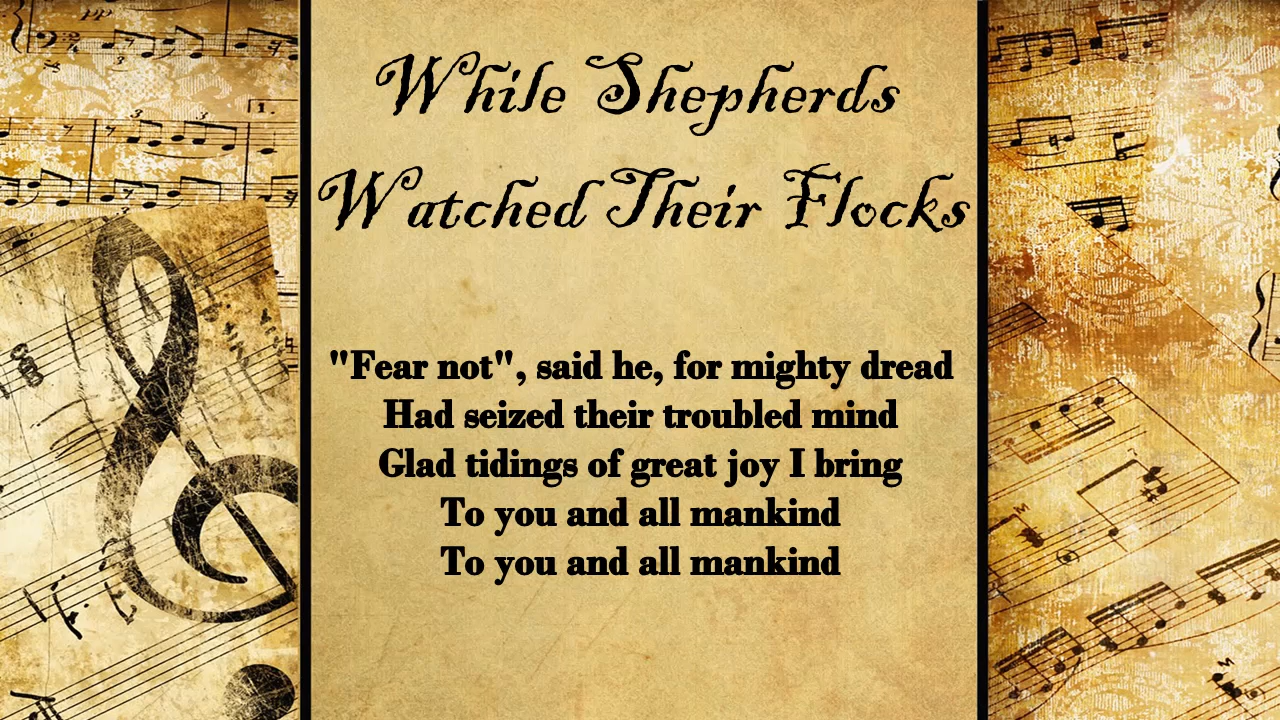 While Shepherds
Watched Their Flocks
"Fear not", said he, for mighty dread
Had seized their troubled mind
Glad tidings of great joy I bring
To you and all mankind
To you and all mankind